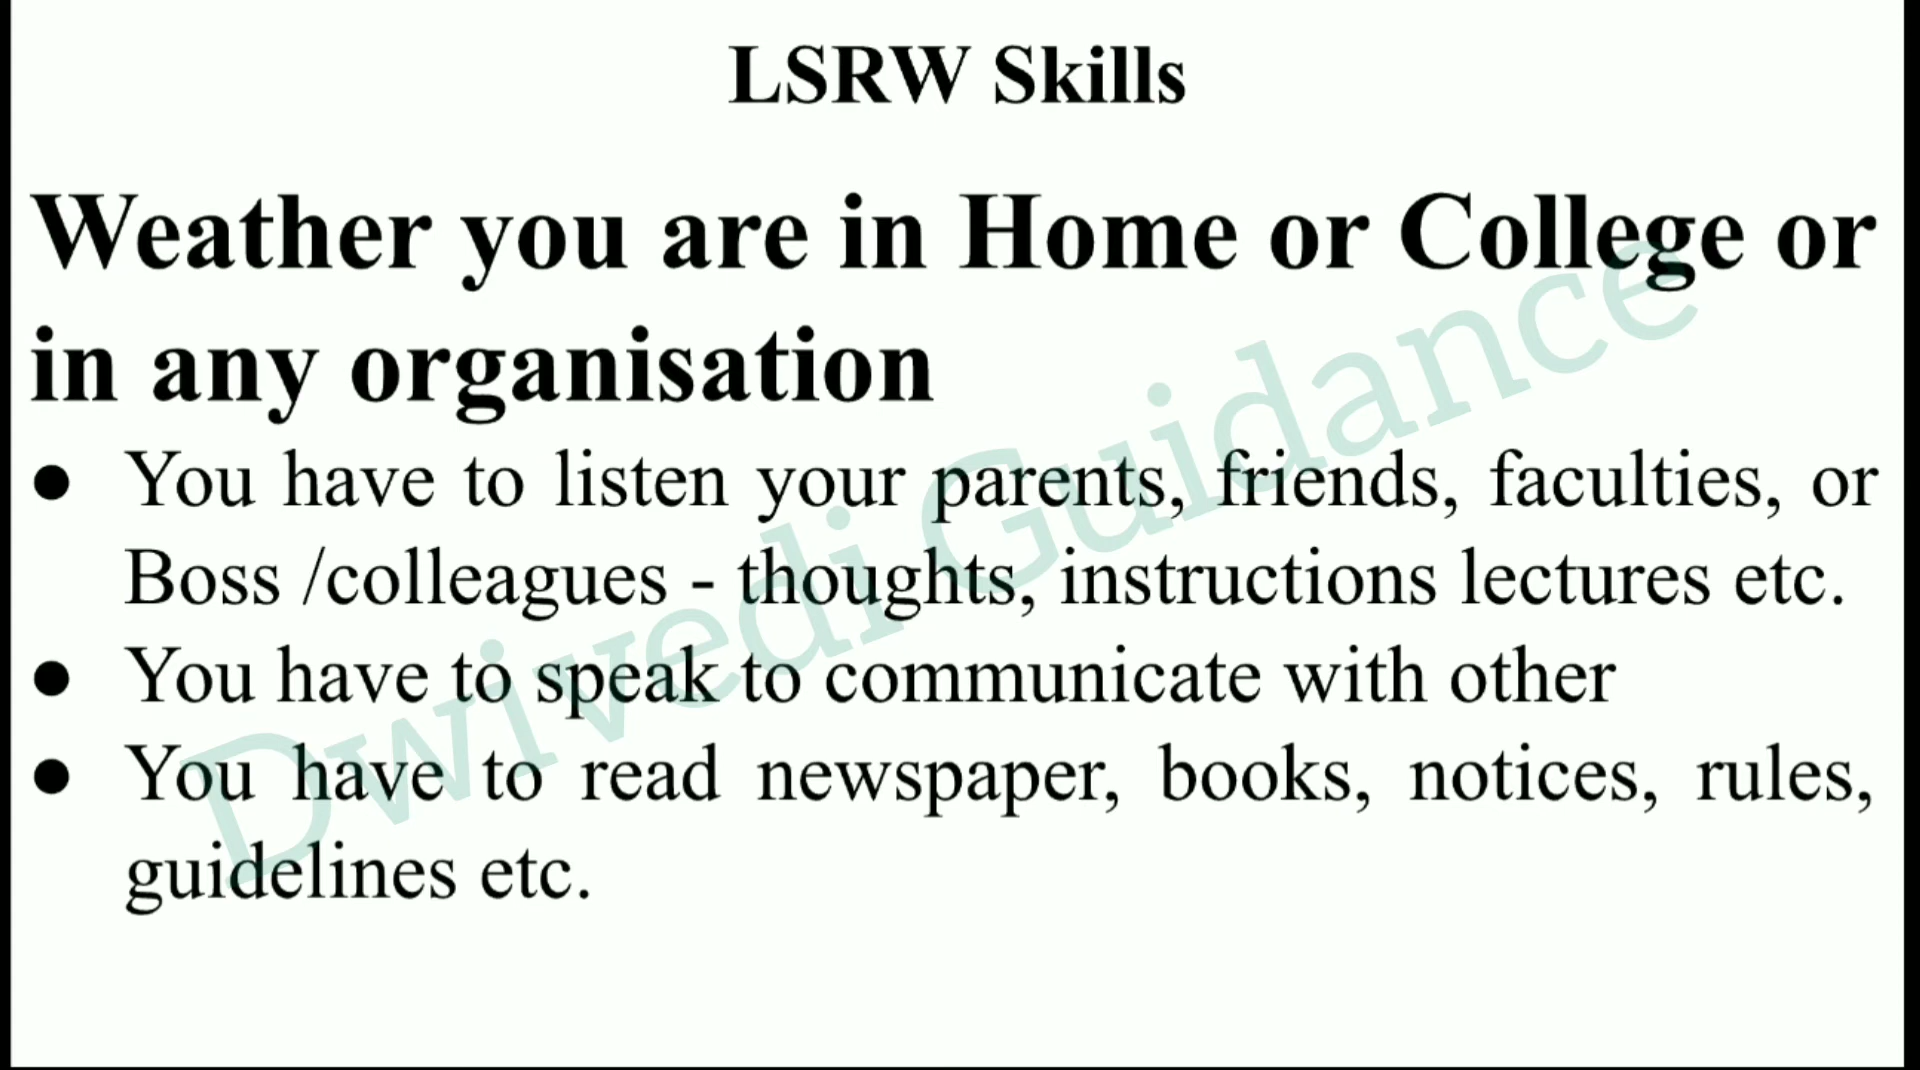 LSRW Skills
Weather you are in Home or College or
in any organisation
● You have to listen your parents, friends, faculties, or
Boss /colleagues - thoughts, instructions lectures etc.
● You have to speak to communicate with other
● You have to read newspaper, books, notices, rules,
guidelines etc.
Dwivedi Guidance